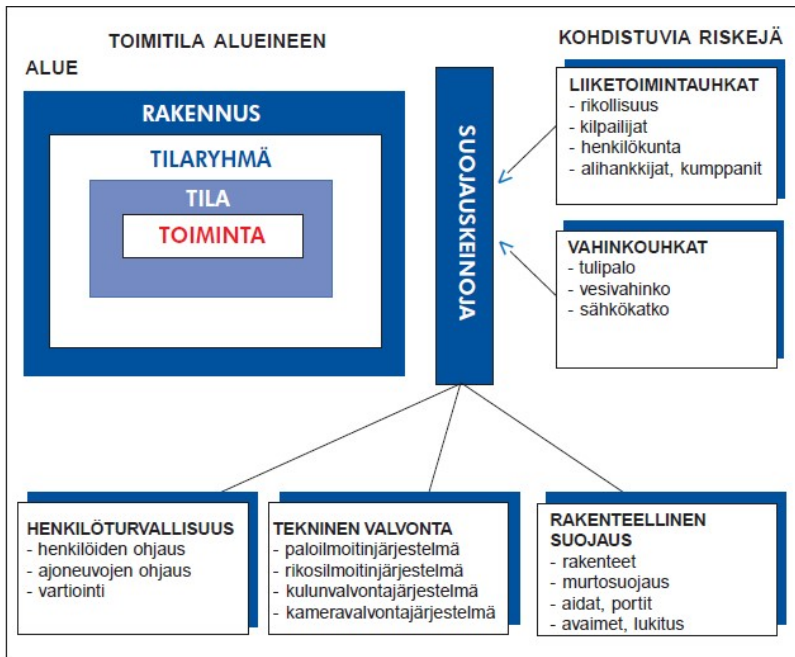 TOIMITILA ALUEINEEN
ALUE
RAKENNUS
TILARYHMÄ
TILA
TOIMINTA
SUOJAUSKEINOJA
KOHDISTUVIA RISKEJÄ
LIIKETOIMINTAUHKAT
- rikollisuus
- kilpailijat
- henkilökunta
- alihankkijat, kumppanit
VAHINKOUHKAT
- tulipalo
- vesivahinko
- sähkökatko
HENKILÖTURVALLISUUS
- henkilöiden ohjaus
- ajoneuvojen ohjaus
- vartiointi
TEKNINEN VALVONTA
- paloilmoitinjärjestelmä
- rikosilmoitinjärjestelmä
- kulunvalvontajärjestelmä
- kameravalvontajärjestelmä
RAKENTEELLINEN
SUOJAUS
- rakenteet
- murtosuojaus
- aidat, portit
- avaimet, lukitus